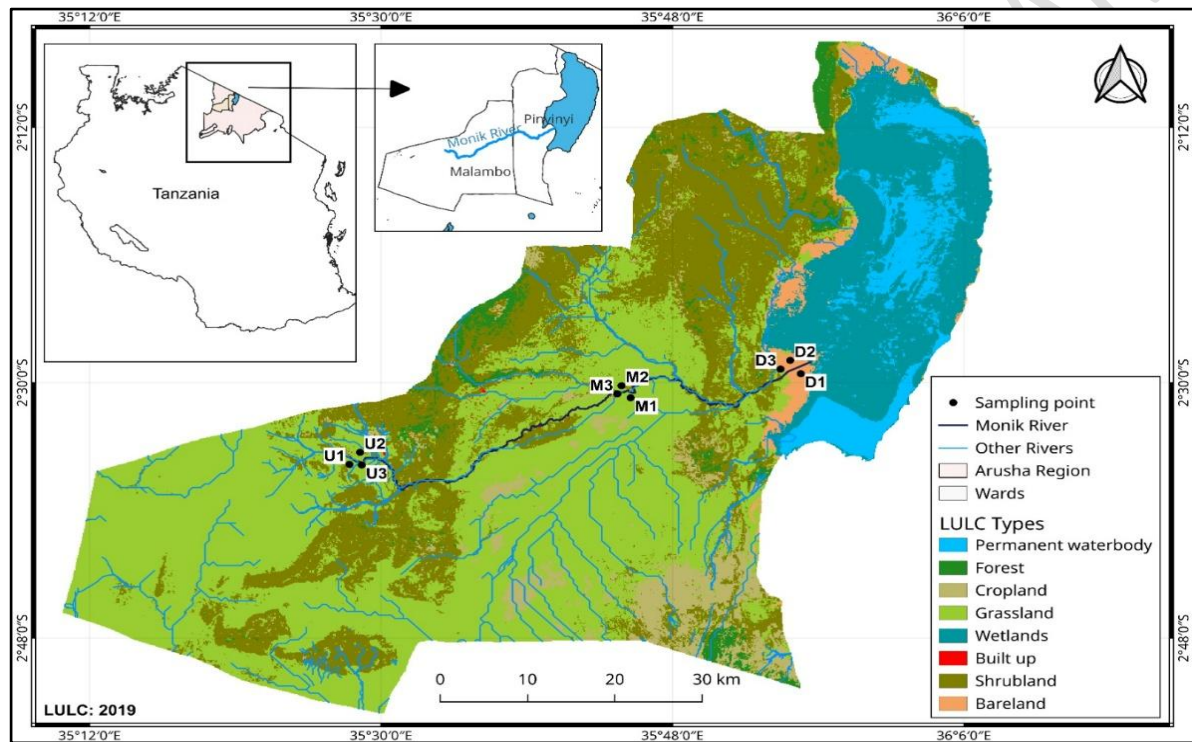 35°12'0"E 35°30'0"E 35°48'0"E 36°6'0"E
Tanzania
Pinyinyi
Monik River
Malambo
2°12'0"S 2°12'0"S
D3 D2
D1
2°30'0"S 2°30'0"S
M3 M2
M1
U1 U2
U3
Sampling point
Monik River
Other Rivers
Arusha Region
Wards
LULC Types
Permanent waterbody
Forest
Cropland
Grassland
Wetlands
Built up
Shrubland
Bareland
2°48'0"S 2°48'0"S
0 10 20 30 km
LULC: 2019
35°12'0"E 35°30'0"E 35°48'0"E 36°6'0"E